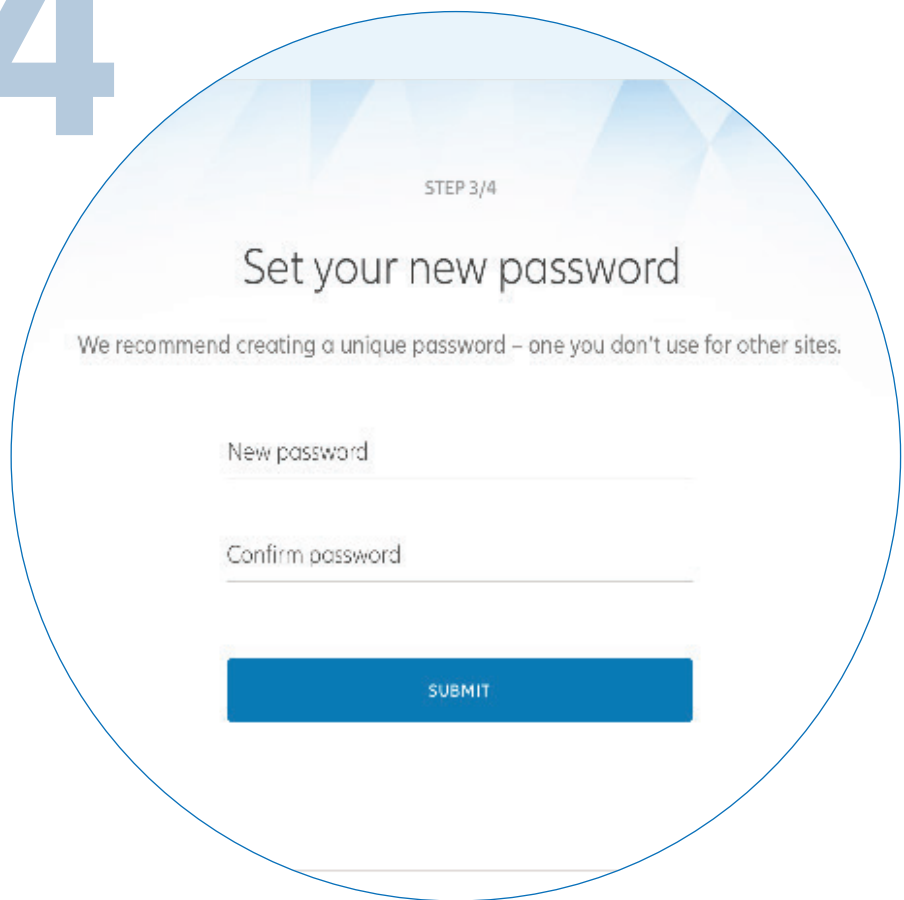 4
STEP 3/4
Set your new password
We recommend creating a unique password – one you don't use for other sites.
New password
Confirm password
SUBMIT